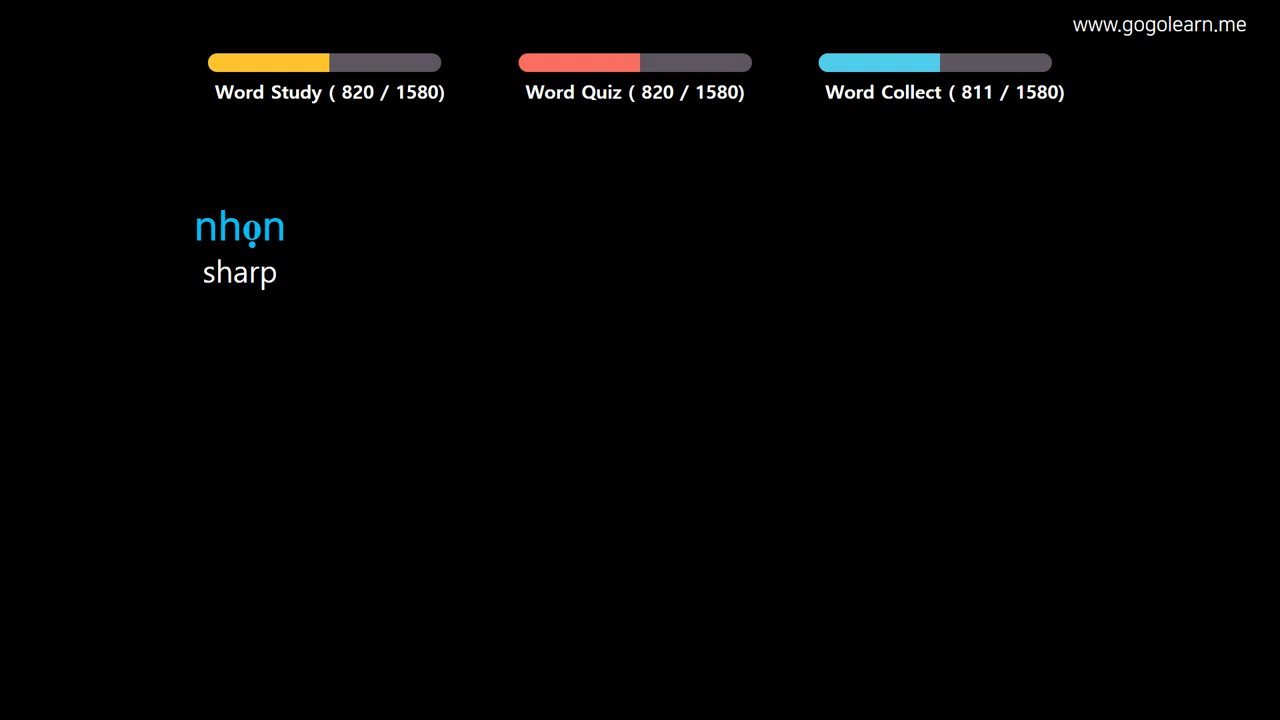 www.gogolearn.me
Word Study ( 820 / 1580)
Word Quiz ( 820 / 1580)
Word Collect ( 811 / 1580)
nhọn
sharp